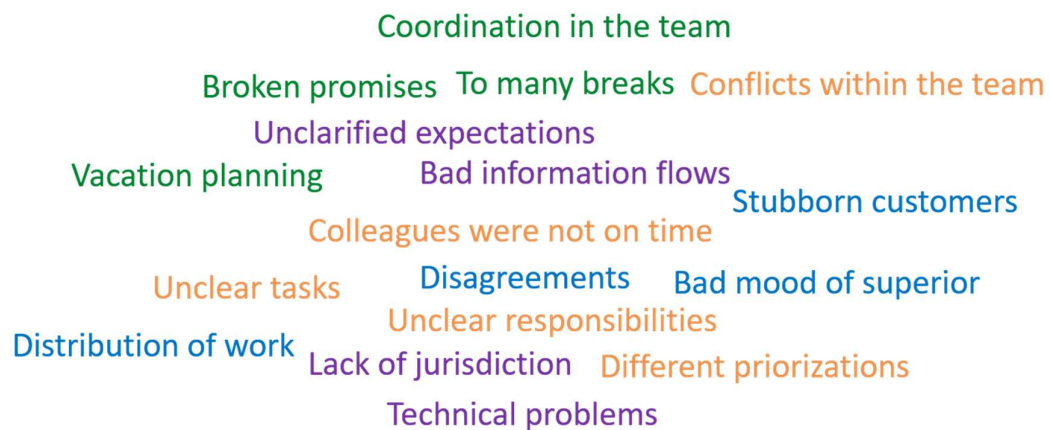 Coordination in the team
Broken promises
To many breaks
Conflicts within the team
Unclarified expectations
Vacation planning
Bad information flows
Stubborn customers
Colleagues were not on time
Unclear tasks
Disagreements
Bad mood of superior
Unclear responsibilities
Distribution of work
Lack of jurisdiction
Different priorizations
Technical problems